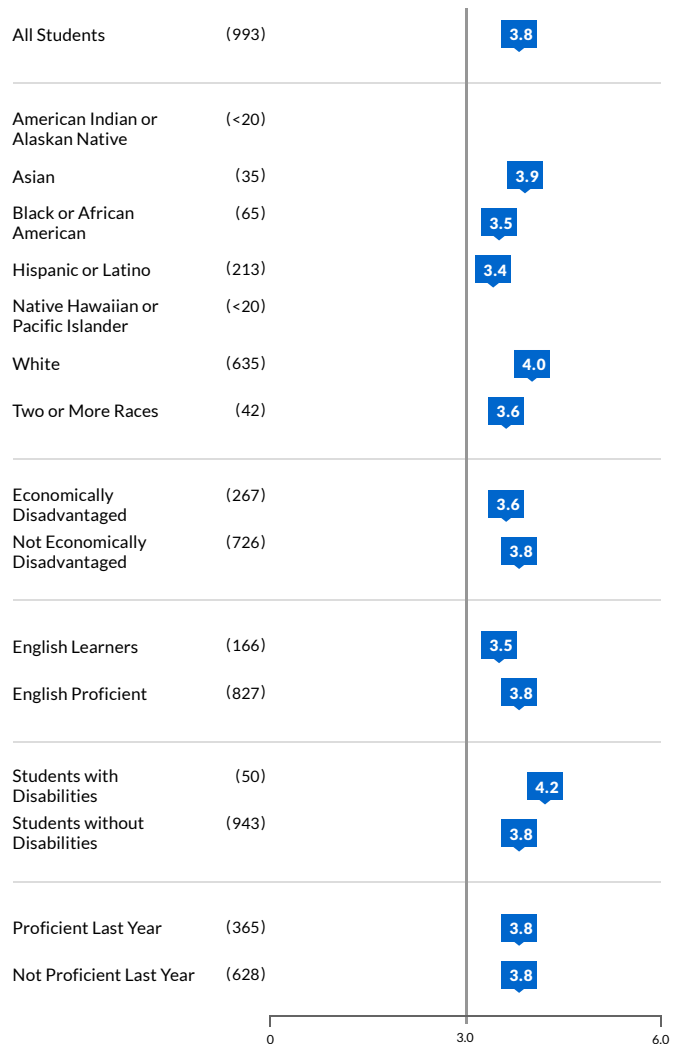 All Students (993) 3.8
American Indian or (<20)
Alaskan Native
Asian (35) 3.9
Black or African (65)
American 3.5
Hispanic or Latino (213) 3.4
Native Hawaiian or (<20)
Pacific Islander
White (635) 4.0
Two or More Races (42) 3.6
Economically (267) 3.6
Disadvantaged
Not Economically (726) 3.8
Disadvantaged
English Learners (166) 3.5
English Proficient (827) 3.8
Students with (50) 4.2
Disabilities
Students without (943) 3.8
Disabilities
Proficient Last Year (365) 3.8
Not Proficient Last Year (628) 3.8
0 3.0 6.0